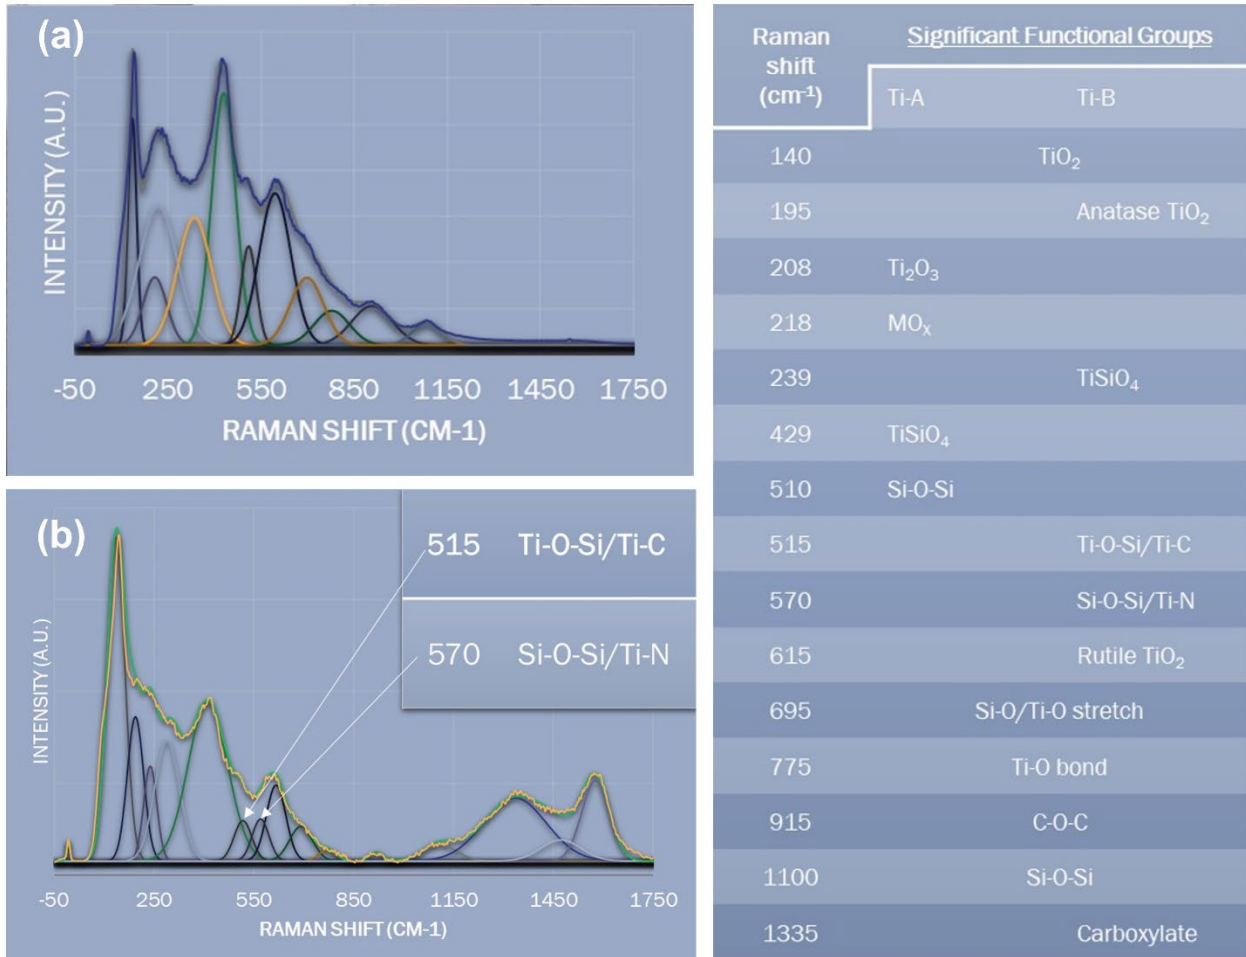 (a)
INTENSITY (A.U.)
-50 250 550 850 1150 1450 1750
RAMAN SHIFT (CM-1)
(b)
515 Ti-O-Si/Ti-C
570 Si-O-Si/Ti-N
INTENSITY (A.U.)
-50 250 550 850 1150 1450 1750
RAMAN SHIFT (CM-1)
Raman shift (cm⁻¹) Significant Functional Groups
Ti-A Ti-B
140 TiO₂
195 Anatase TiO₂
208 Ti₂O₃
218 MOₓ
239 TiSiO₄
429 TiSiO₄
510 Si-O-Si
515 Ti-O-Si/Ti-C
570 Si-O-Si/Ti-N
615 Rutile TiO₂
695 Si-O/Ti-O stretch
775 Ti-O bond
915 C-O-C
1100 Si-O-Si
1335 Carboxylate